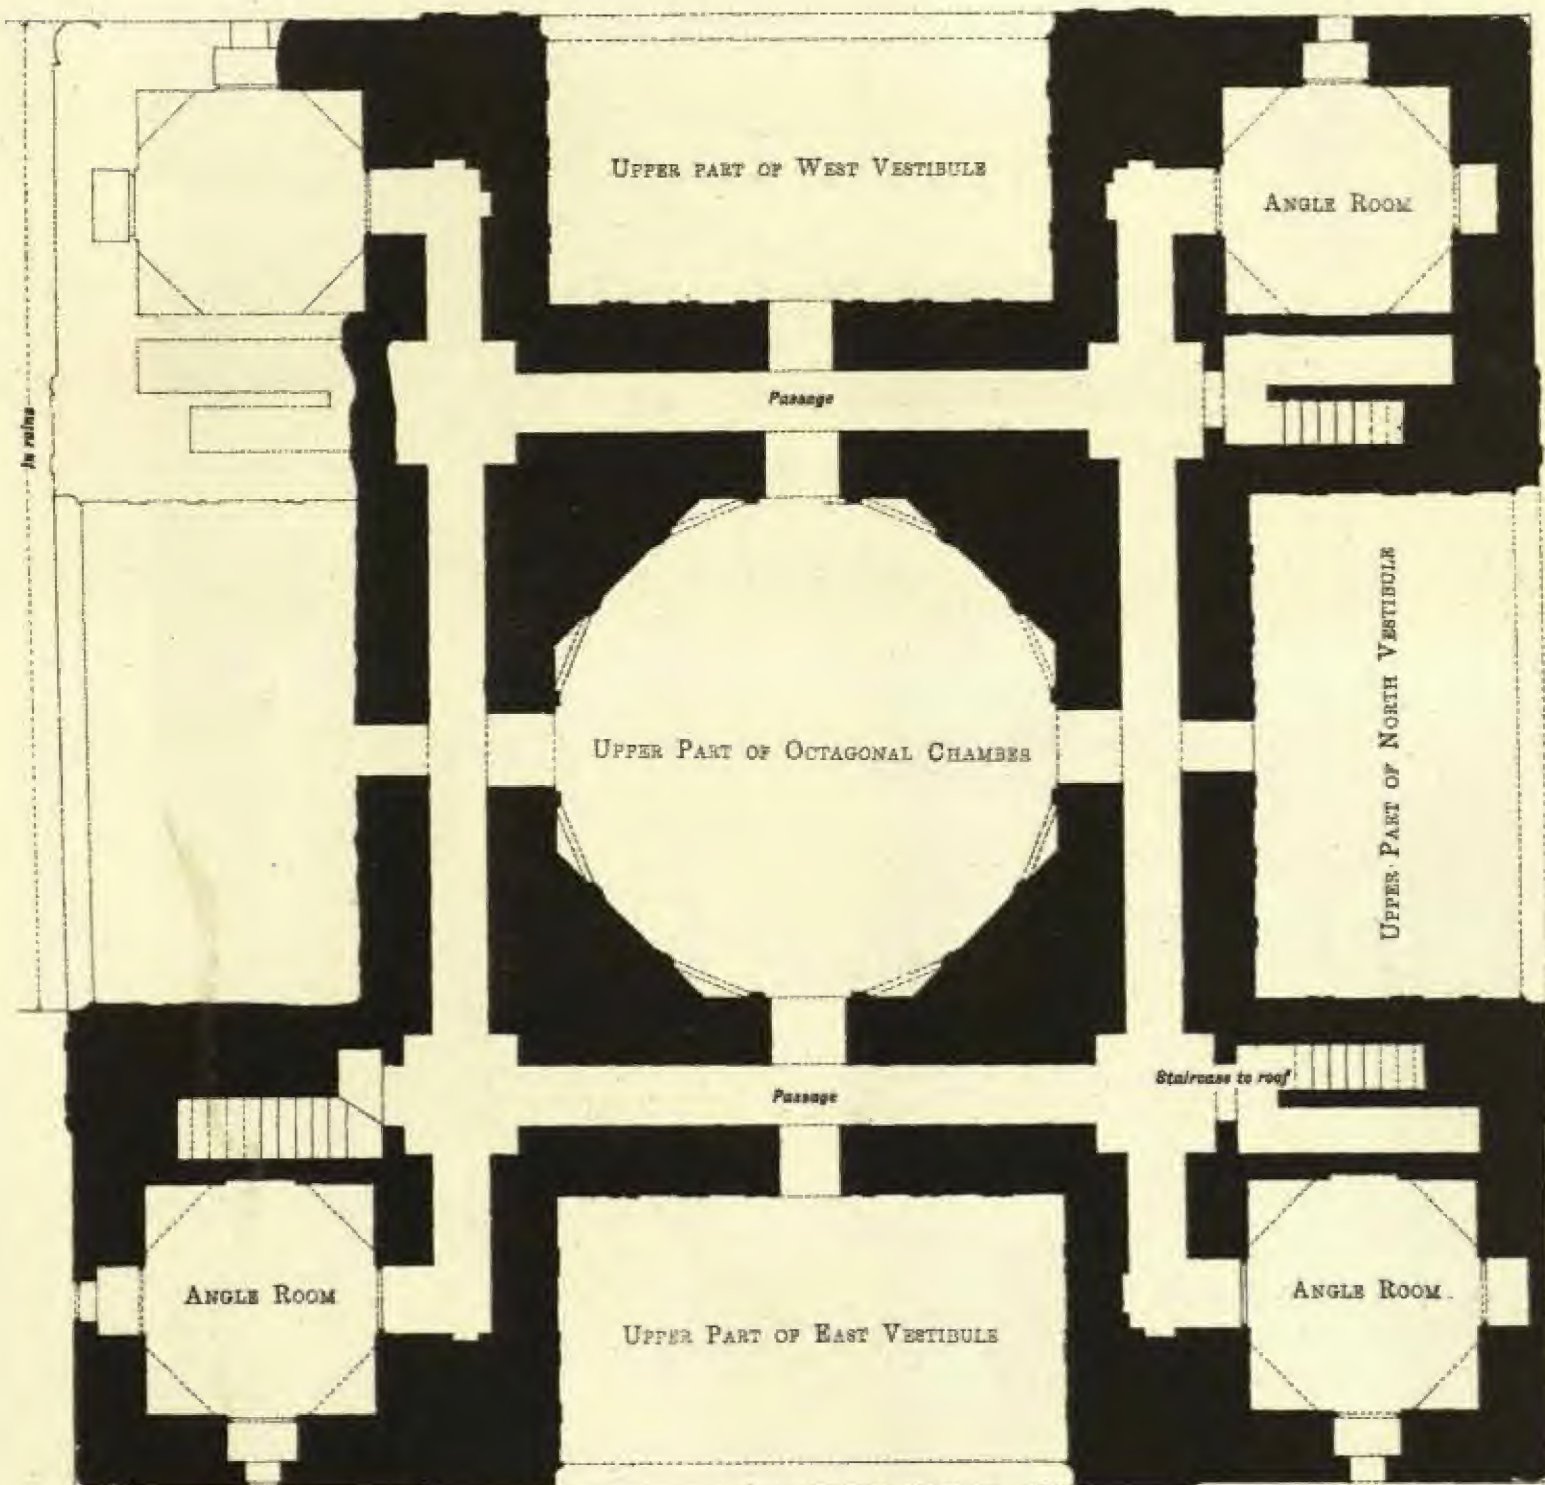 UPPER PART OF WEST VESTIBULE
ANGLE ROOM
Passage
In ruins
UPPER PART OF NORTH VESTIBULE
UPPER PART OF OCTAGONAL CHAMBER
Staircase to roof
Passage
ANGLE ROOM
ANGLE ROOM
UPPER PART OF EAST VESTIBULE